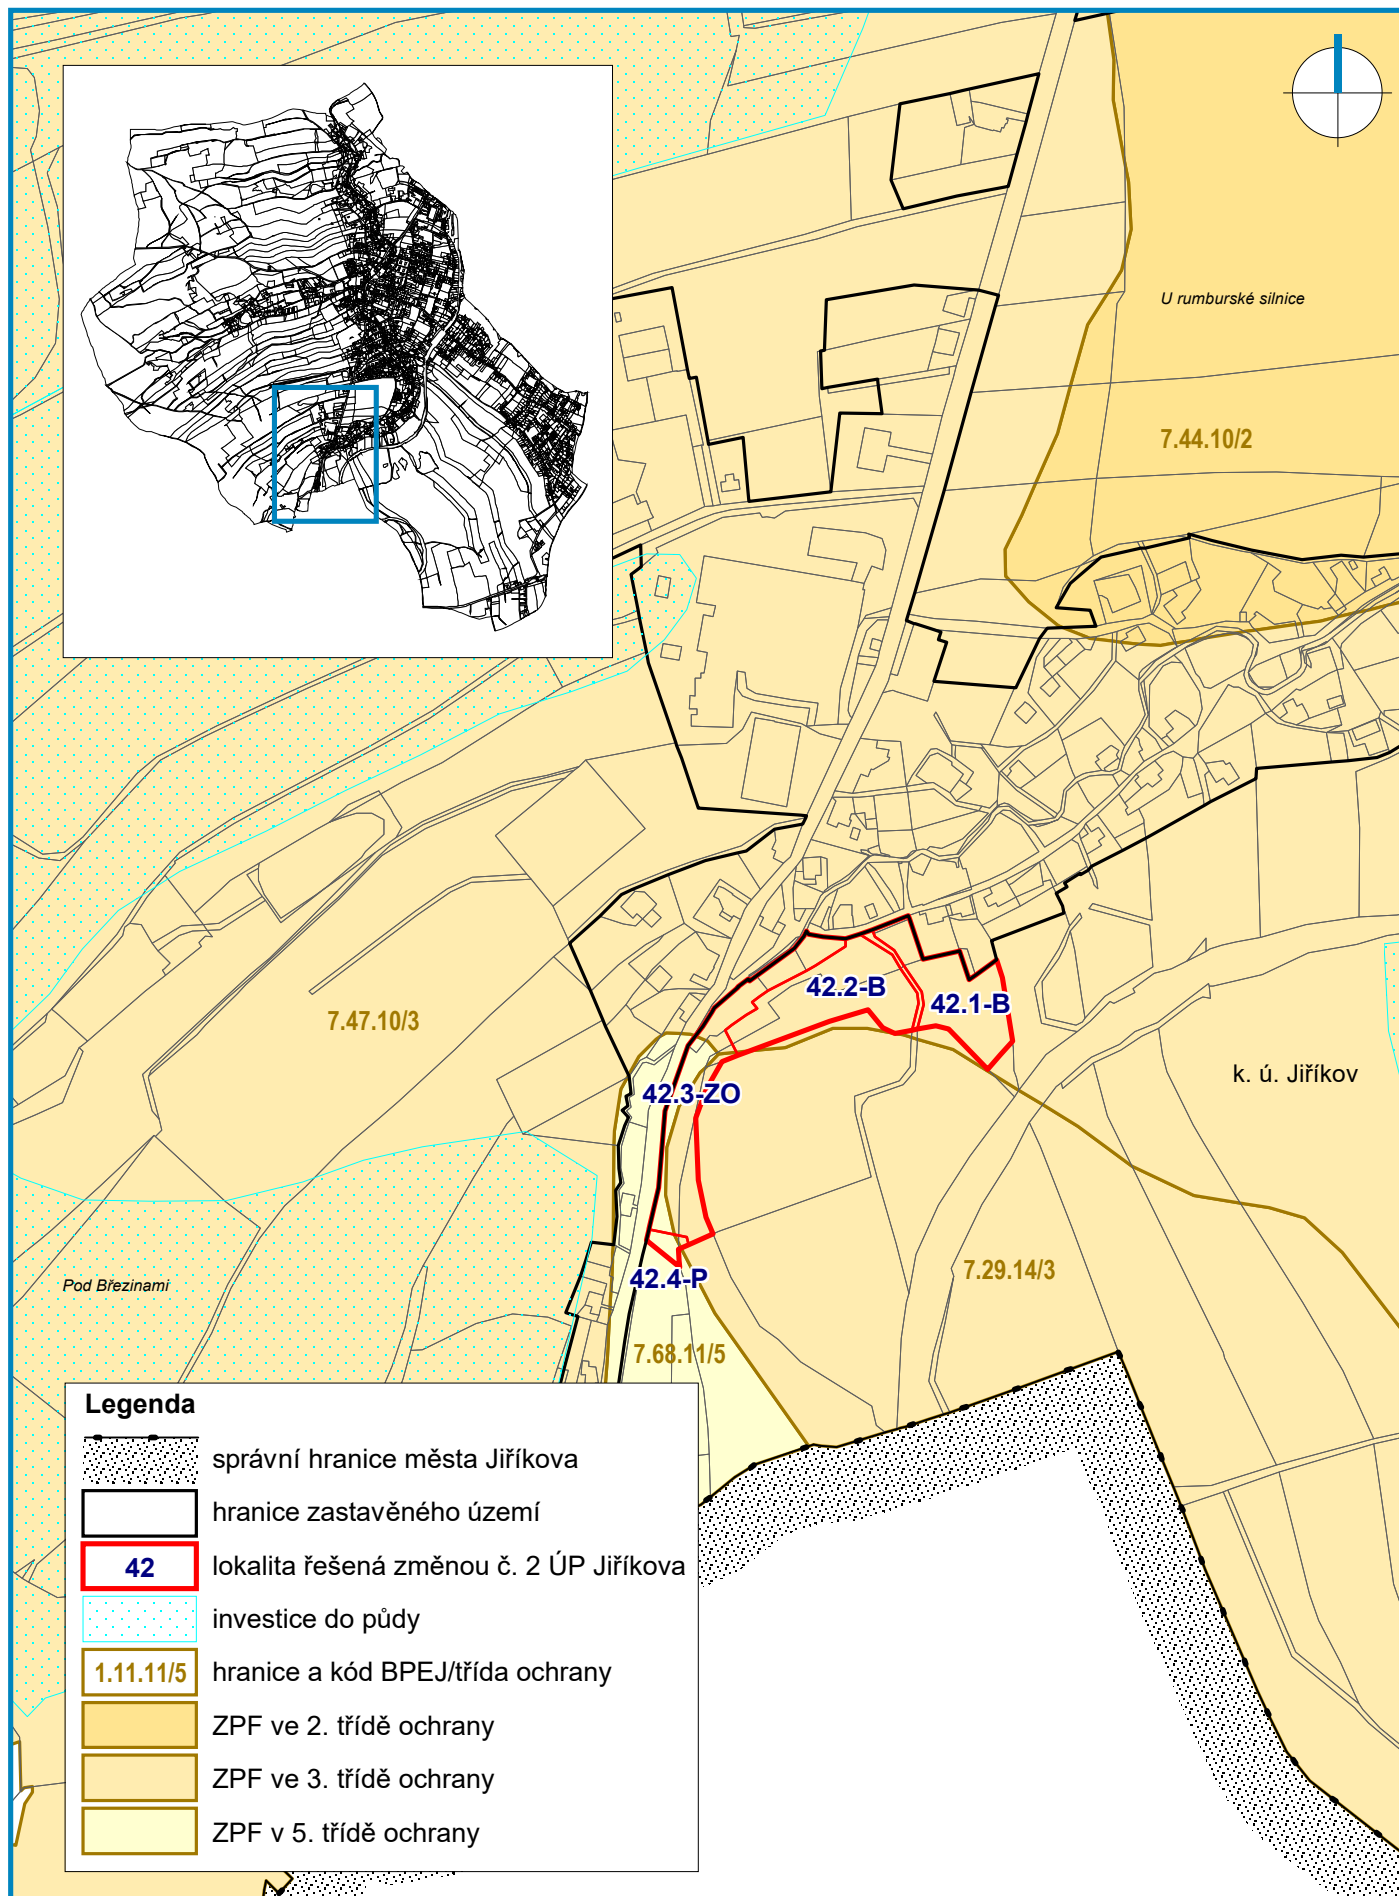 U rumburské silnice
7.44.10/2
42.2-B
42.1-B
7.47.10/3
k. ú. Jiříkov
42.3-ZO
7.29.14/3
42.4-P
Pod Březinami
7.68.11/5
Legenda
správní hranice města Jiříkova
hranice zastavěného území
42 lokalita řešená změnou č. 2 ÚP Jiříkova
investice do půdy
1.11.11/5 hranice a kód BPEJ/třída ochrany
ZPF ve 2. třídě ochrany
ZPF ve 3. třídě ochrany
ZPF v 5. třídě ochrany